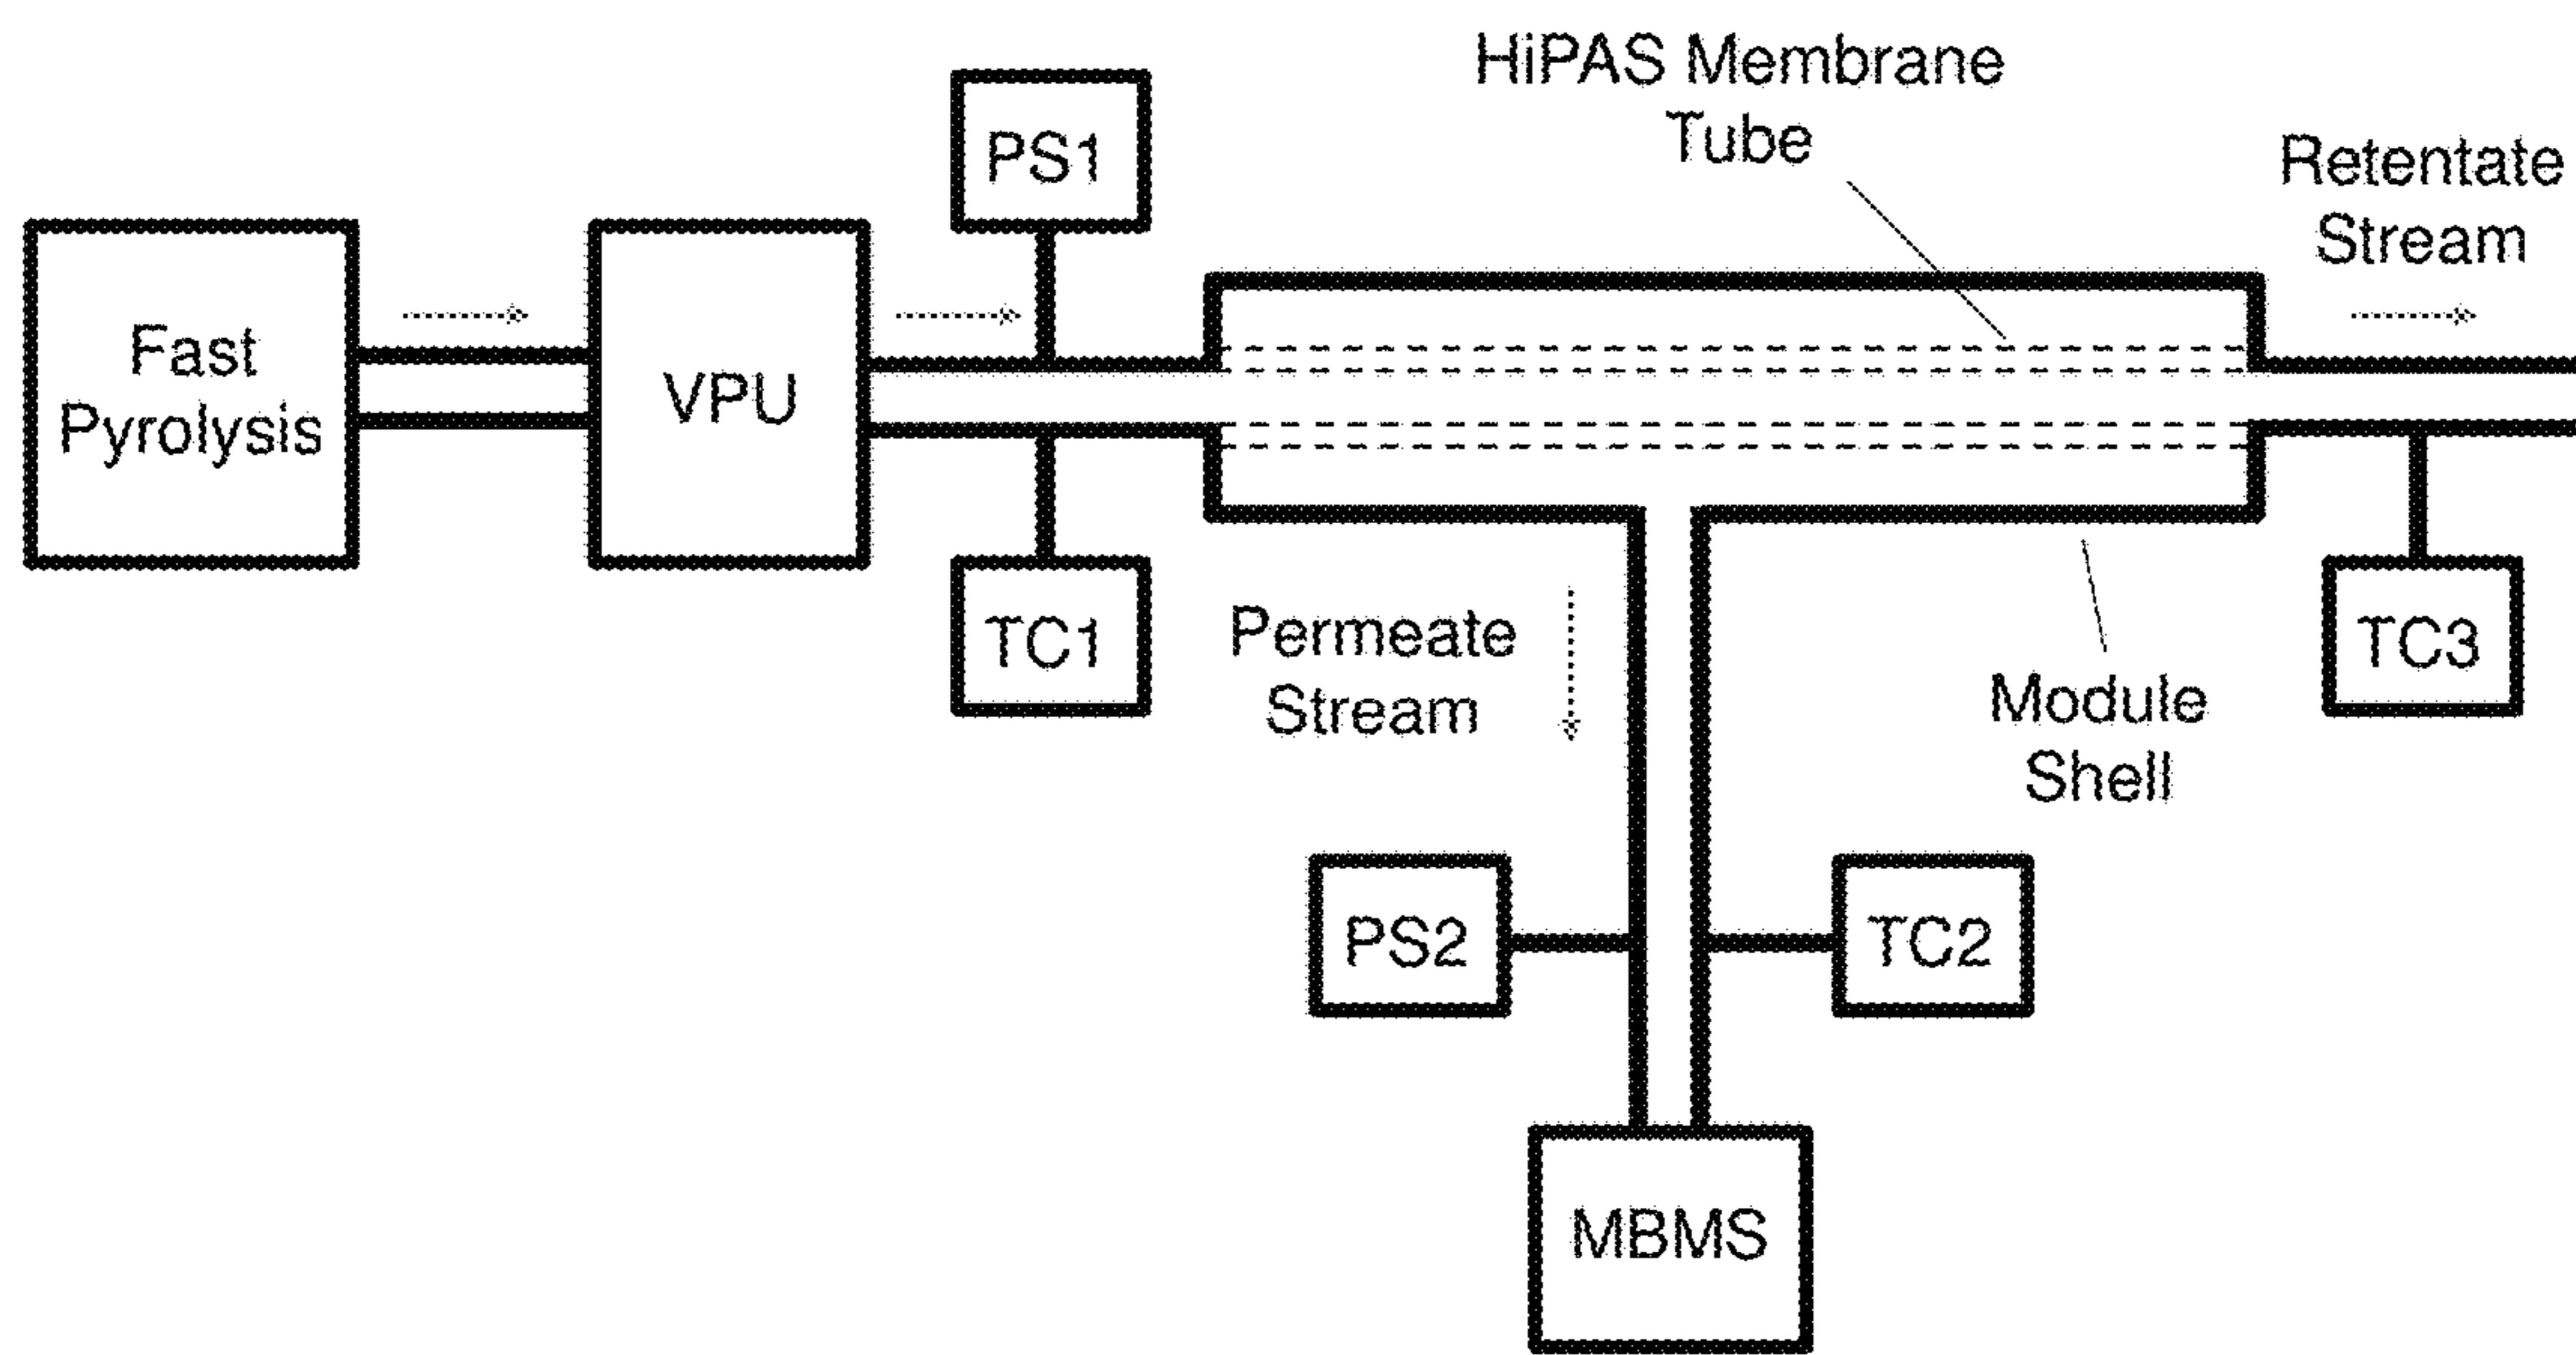 HiPAS Membrane
Tube
PS1
Retentate
Stream
Fast
Pyrolysis
VPU
TC1
Permeate
Stream
Module
Shell
TC3
PS2
TC2
MBMS